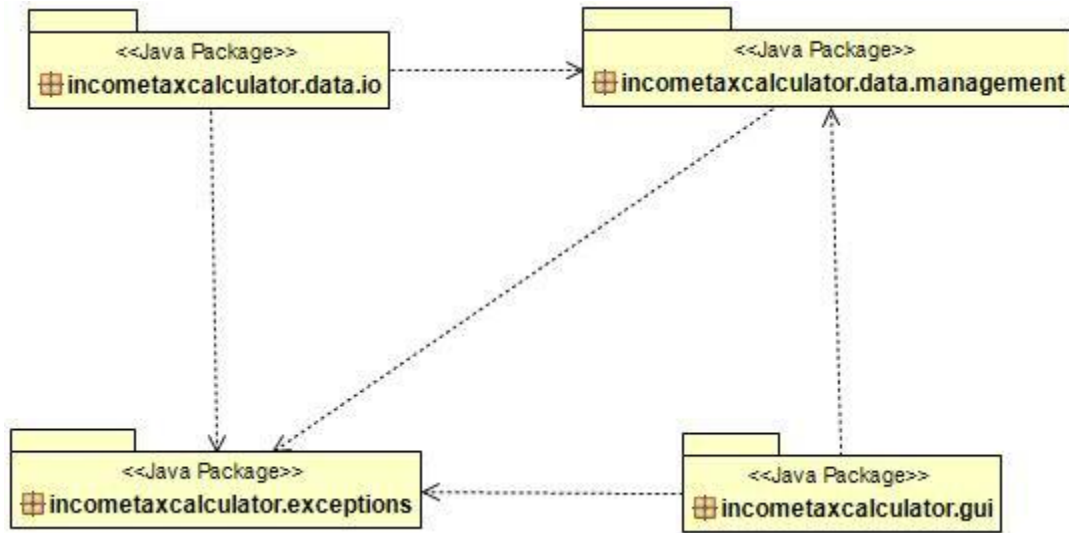 <<Java Package>>
incometaxcalculator.data.io
<<Java Package>>
incometaxcalculator.data.management
<<Java Package>>
incometaxcalculator.exceptions
<<Java Package>>
incometaxcalculator.gui